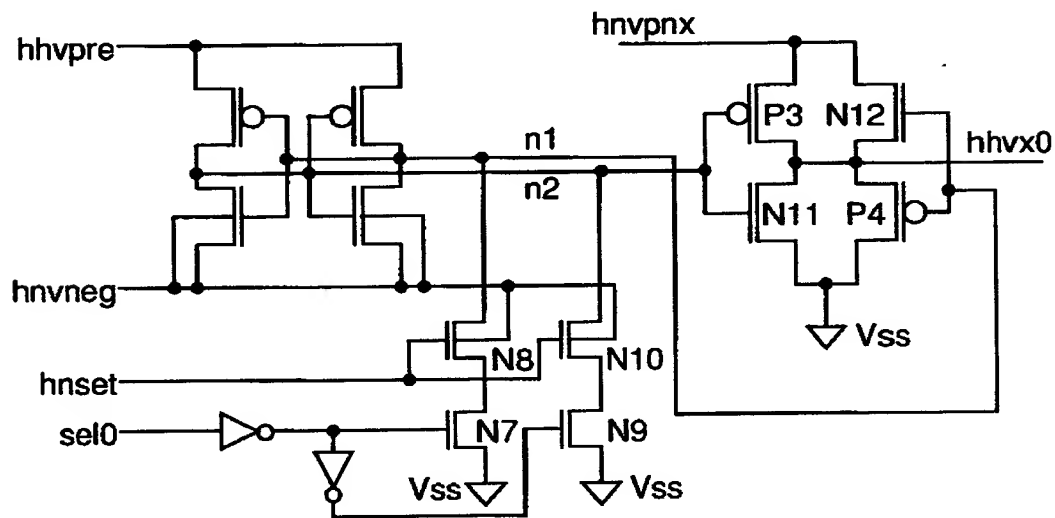 hhvpre
hnvpnx
P3
N12
n1
hhvx0
n2
N11
P4
hnvneg
Vss
N8
N10
hnset
sel0
N7
N9
Vss
Vss